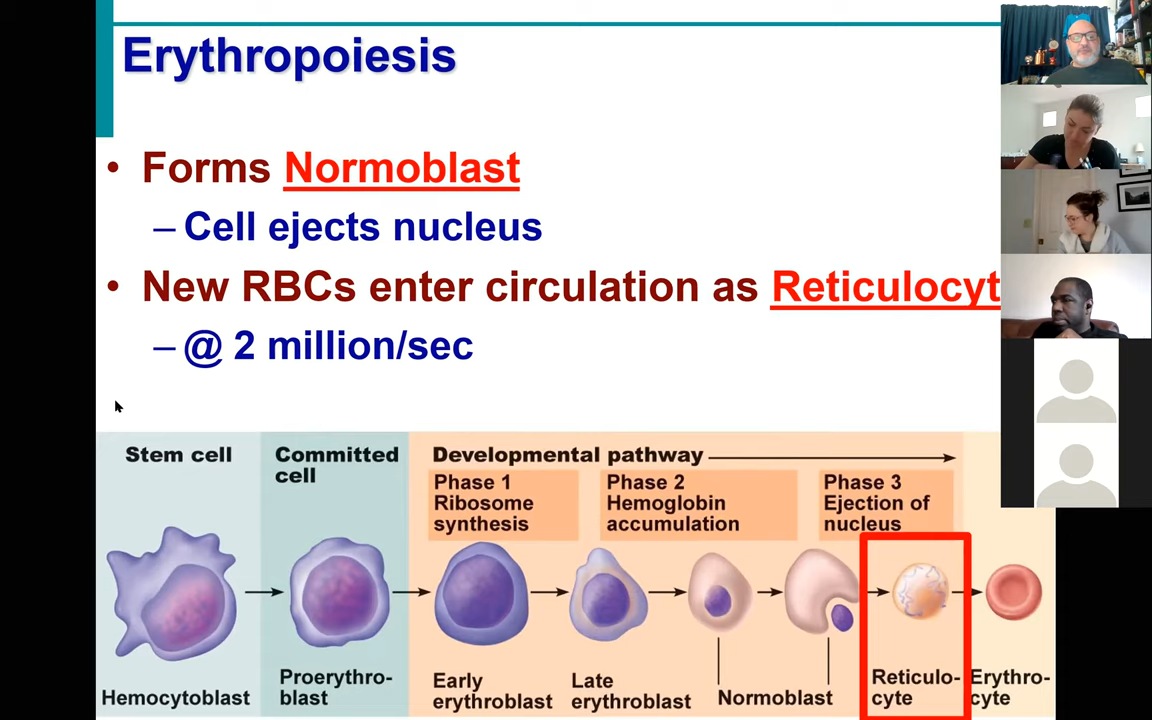 Erythropoiesis
• Forms Normoblast
– Cell ejects nucleus
• New RBCs enter circulation as Reticulocyt
– @ 2 million/sec
Stem cell
Committed
cell
Developmental pathway
Phase 1
Ribosome
synthesis
Phase 2
Hemoglobin
accumulation
Phase 3
Ejection of
nucleus
Hemocytoblast
Proerythro-
blast
Early
erythroblast
Late
erythroblast
Normoblast
Reticulo-
cyte
Erythro-
cyte